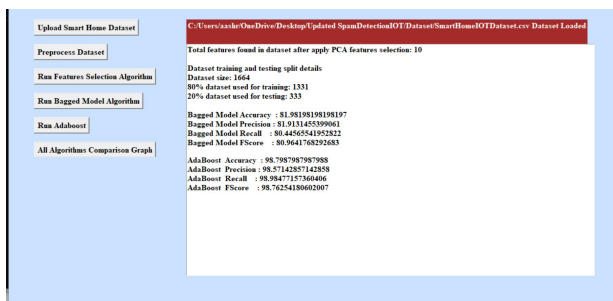 Upload Smart Home Dataset
Preprocess Dataset
Run Features Selection Algorithm
Run Bagged Model Algorithm
Run Adaboost
All Algorithms Comparison Graph
C:/Users/aashr/OneDrive/Desktop/Updated SpamDetectionIOT/Dataset/SmartHomeIOTDataset.csv Dataset Loaded
Total features found in dataset after apply PCA features selection: 10
Dataset training and testing split details
Dataset size: 1664
80% dataset used for training: 1331
20% dataset used for testing: 333
Bagged Model Accuracy : 81.98198198198197
Bagged Model Precision : 81.9131455399061
Bagged Model Recall : 80.44565541952822
Bagged Model FScore : 80.9641768292683
AdaBoost Accuracy : 98.7987987987988
AdaBoost Precision : 98.57142857142858
AdaBoost Recall : 98.98477157360406
AdaBoost FScore : 98.76254180602007